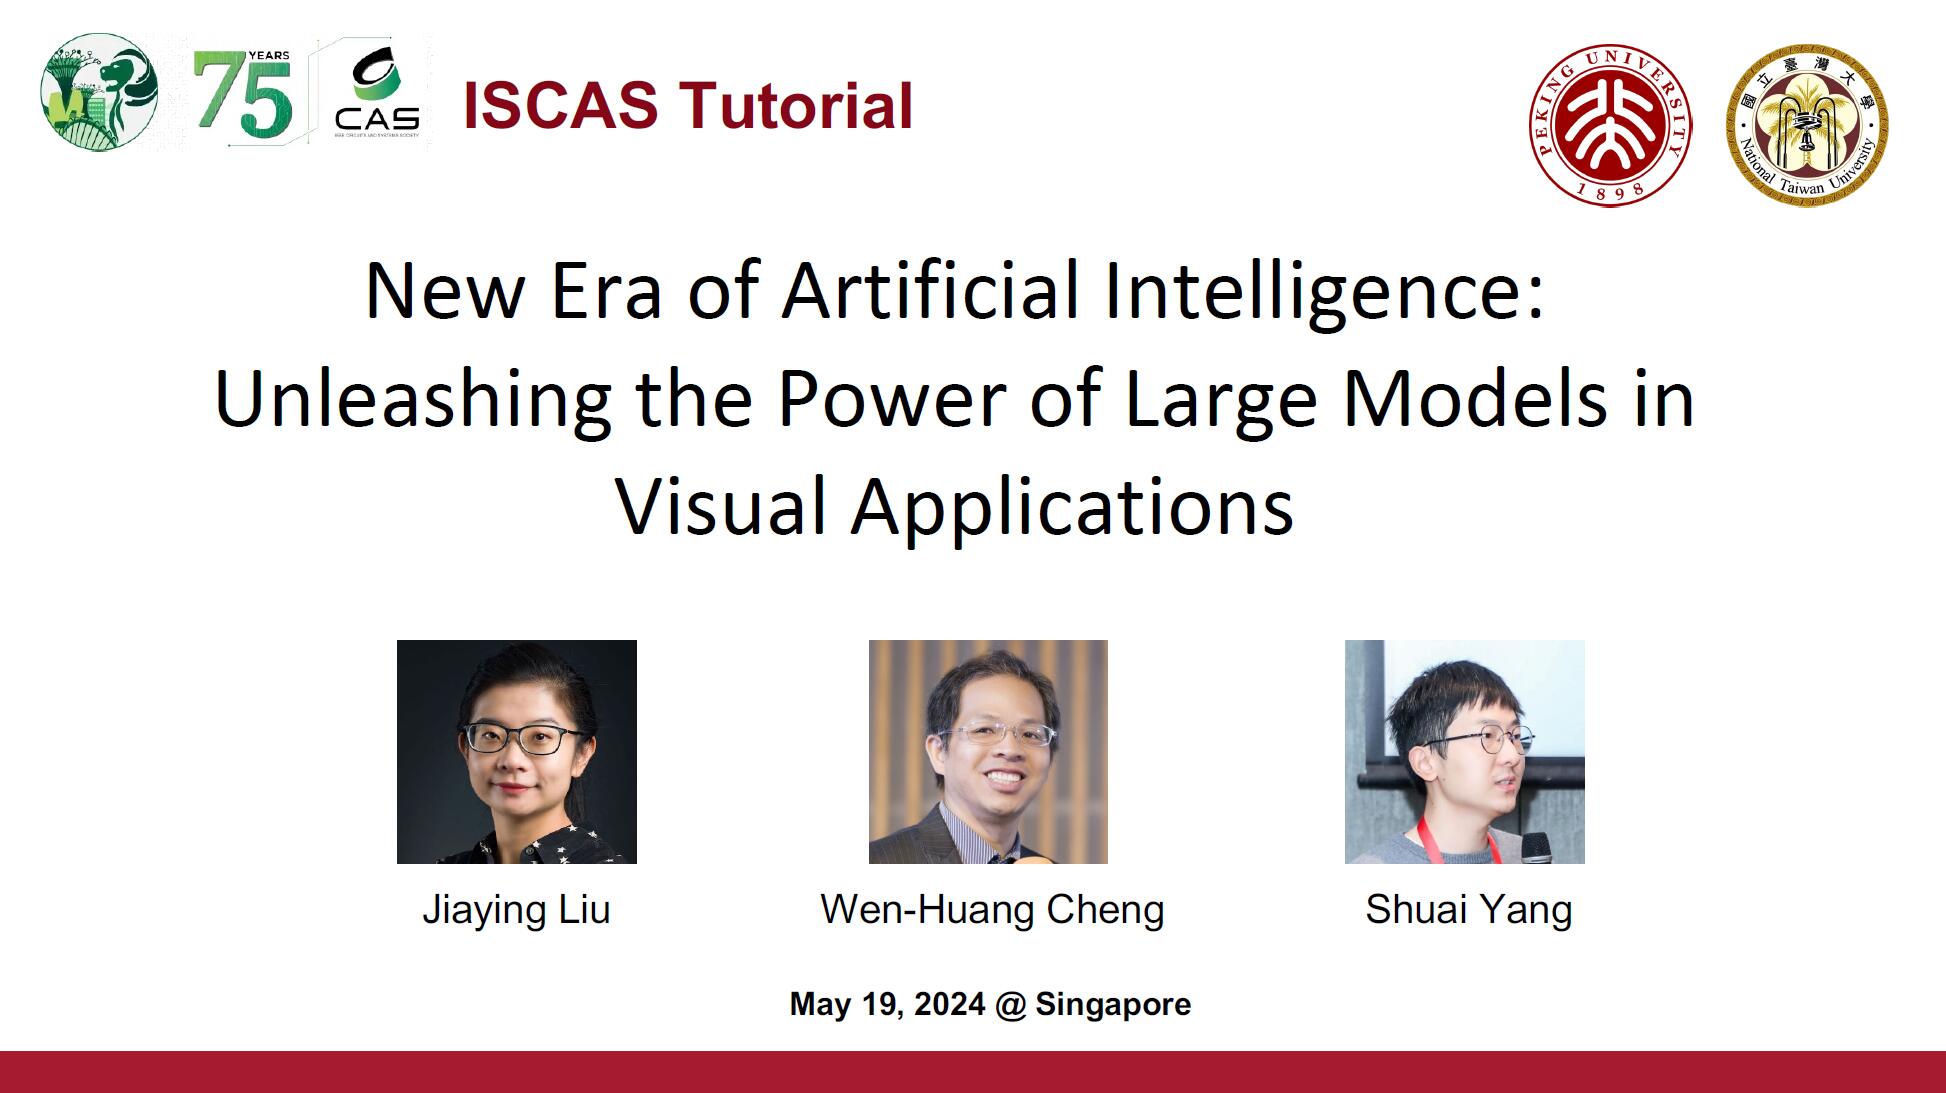 75 YEARS
CAS
IEEE CIRCUITS AND SYSTEMS SOCIETY
ISCAS Tutorial
PEKING UNIVERSITY
1898
國立臺灣大學
National Taiwan University
New Era of Artificial Intelligence:
Unleashing the Power of Large Models in
Visual Applications
Jiaying Liu
Wen-Huang Cheng
Shuai Yang
May 19, 2024 @ Singapore